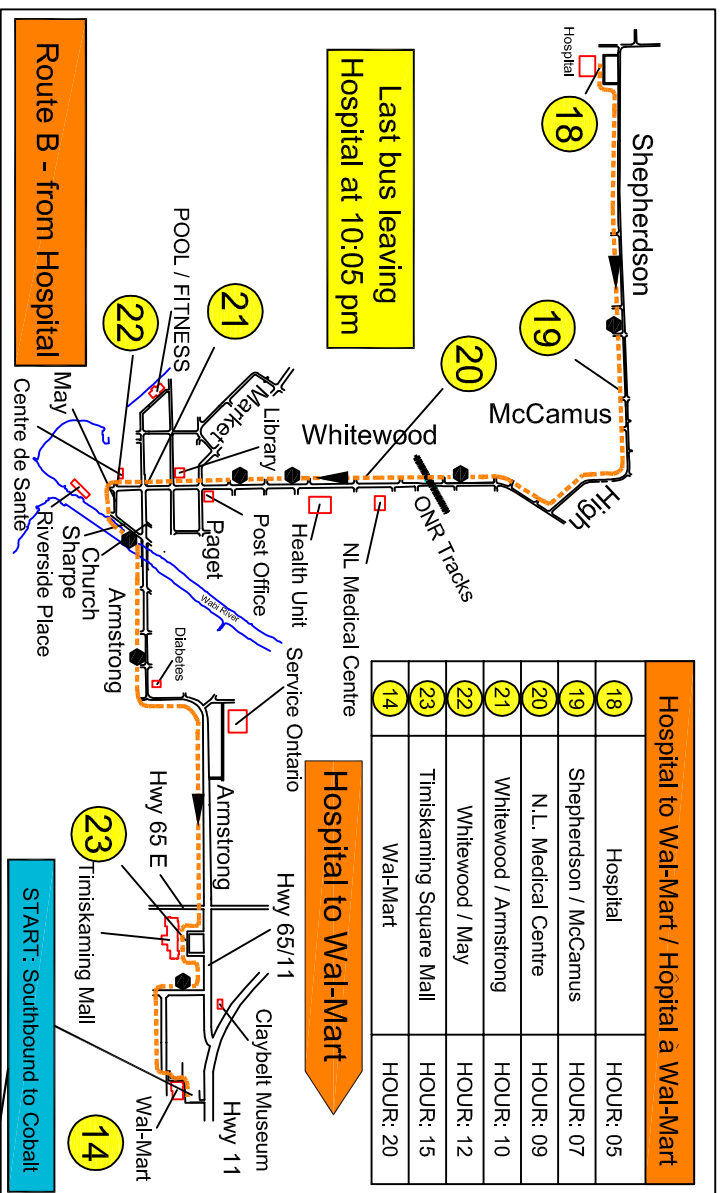 Hospital to Wal-Mart / Hôpital à Wal-Mart
18 Hospital HOUR: 05
19 Shepherdson / McCamus HOUR: 07
20 N.L. Medical Centre HOUR: 09
21 Whitewood / Armstrong HOUR: 10
22 Whitewood / May HOUR: 12
23 Timiskaming Square Mall HOUR: 15
14 Wal-Mart HOUR: 20
Hospital to Wal-Mart
Shepherdson
Hospital
18
19
McCamus
High
Last bus leaving
Hospital at 10:05 pm
20
Whitewood
ONR Tracks
NL Medical Centre
Health Unit
Post Office
Library
Market
Paget
POOL / FITNESS
21
22
May
Centre de Santé
Riverside Place
Sharpe
Church
Armstrong
Wabi River
Diabetes
Service Ontario
Armstrong
Hwy 65 E
Hwy 65/11
23
Timiskaming Mall
Claybelt Museum
Hwy 11
Wal-Mart
14
START: Southbound to Cobalt
Route B - from Hospital